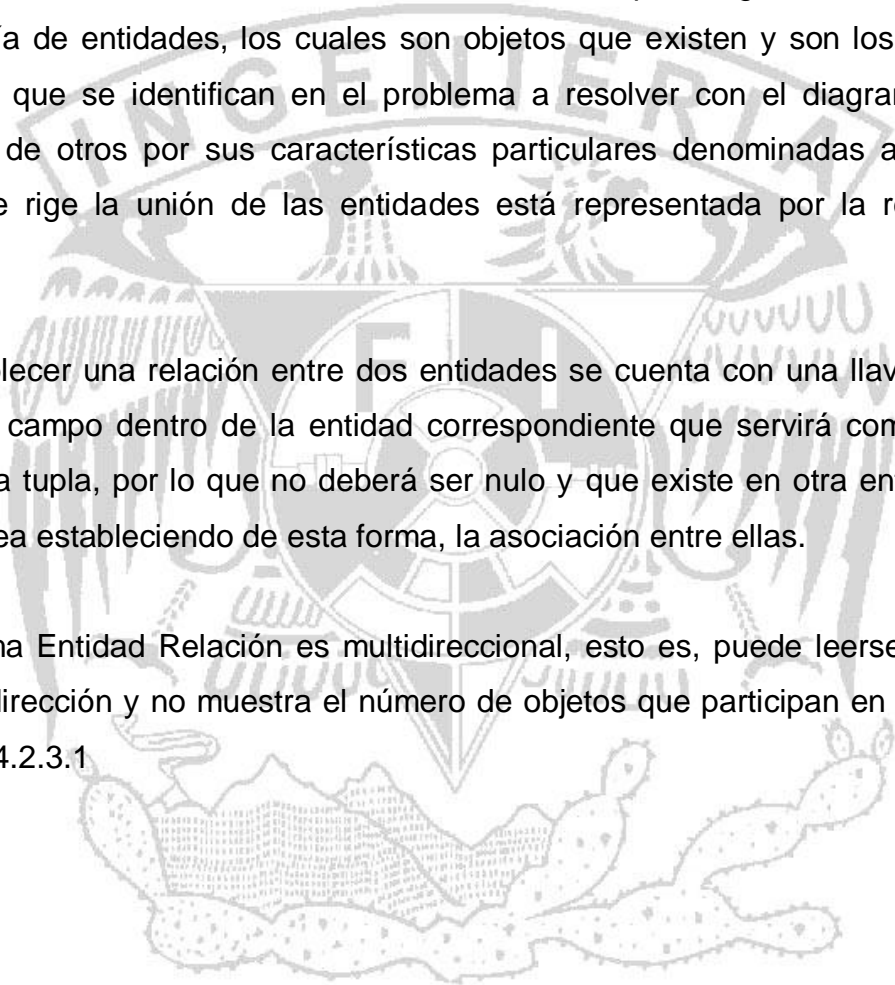 ía de entidades, los cuales son objetos que existen y son los
que se identifican en el problema a resolver con el diagra
de otros por sus características particulares denominadas a
e rige la unión de las entidades está representada por la r
lecer una relación entre dos entidades se cuenta con una lla
campo dentro de la entidad correspondiente que servirá co
a tupla, por lo que no deberá ser nulo y que existe en otra en
ea estableciendo de esta forma, la asociación entre ellas.
na Entidad Relación es multidireccional, esto es, puede leerse
dirección y no muestra el número de objetos que participan en
4.2.3.1
INGENIERIA
F I